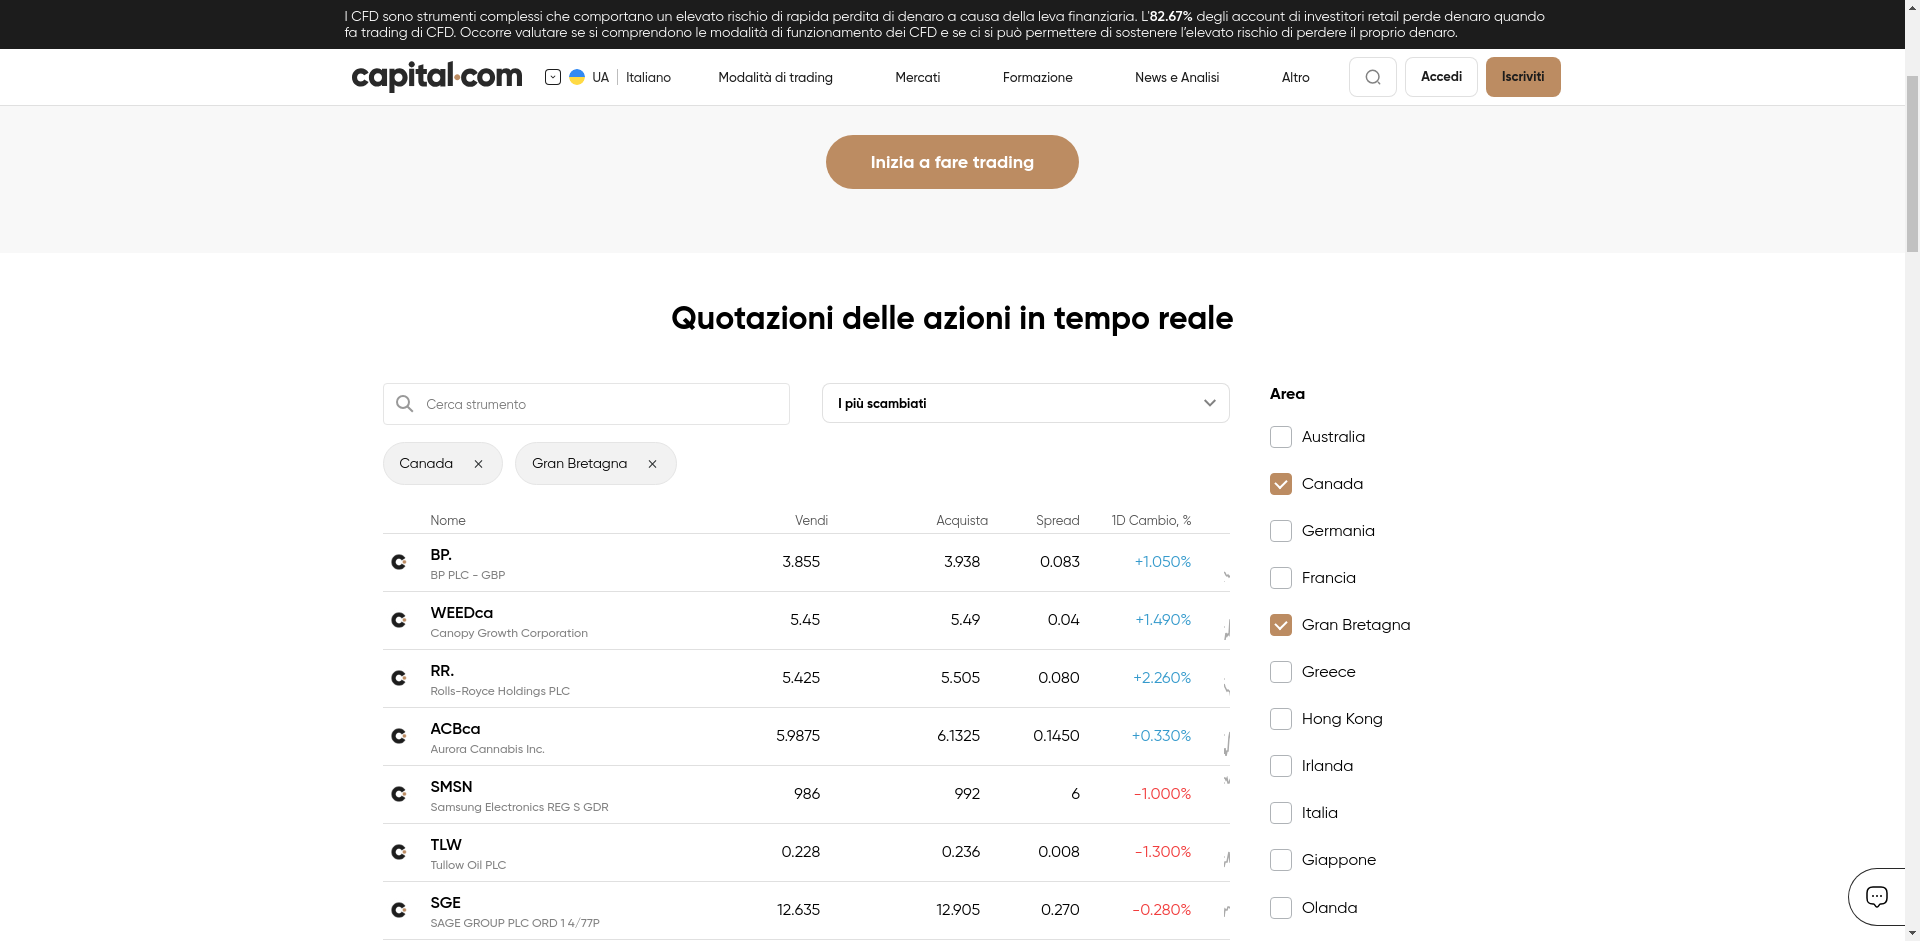 I CFD sono strumenti complessi che comportano un elevato rischio di rapida perdita di denaro a causa della leva finanziaria. L'82.67% degli account di investitori retail perde denaro quando
fa trading di CFD. Occorre valutare se si comprendono le modalità di funzionamento dei CFD e se ci si può permettere di sostenere l'elevato rischio di perdere il proprio denaro.
capital.com UA Italiano Modalità di trading Mercati Formazione News e Analisi Altro Accedi Iscriviti
Inizia a fare trading
Quotazioni delle azioni in tempo reale
Cerca strumento
I più scambiati
Canada
Gran Bretagna
Nome Vendi Acquista Spread 1D Cambio, %
BP. 3.855 3.938 0.083 +1.050%
BP PLC - GBP
WEEDca 5.45 5.49 0.04 +1.490%
Canopy Growth Corporation
RR. 5.425 5.505 0.080 +2.260%
Rolls-Royce Holdings PLC
ACBca 5.9875 6.1325 0.1450 +0.330%
Aurora Cannabis Inc.
SMSN 986 992 6 -1.000%
Samsung Electronics REG S GDR
TLW 0.228 0.236 0.008 -1.300%
Tullow Oil PLC
SGE 12.635 12.905 0.270 -0.280%
SAGE GROUP PLC ORD 1 4/77P
Area
Australia
Canada
Germania
Francia
Gran Bretagna
Greece
Hong Kong
Irlanda
Italia
Giappone
Olanda